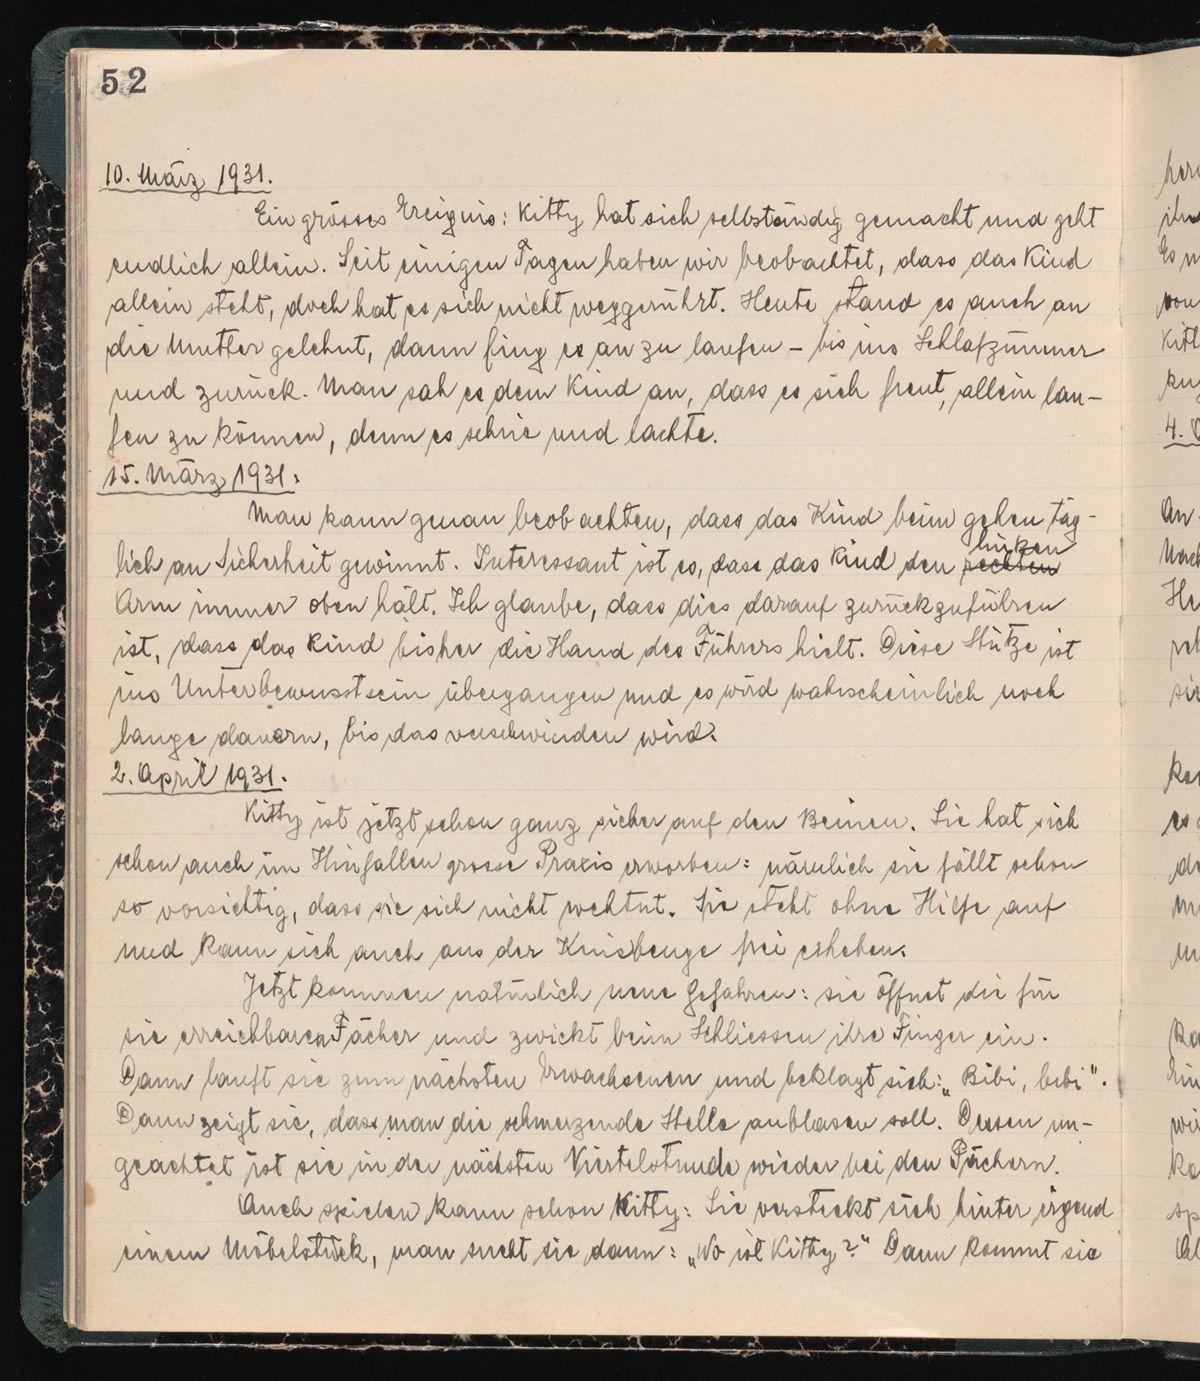 52
10. März 1931.
Ein grosses Ereignis: Kitty hat sich selbständig gemacht und geht
endlich allein. Seit einigen Tagen haben wir beobachtet, dass das Kind
allein steht, doch hat es sich nicht weggerührt. Heute stand es auch an
die Mutter gelehnt, dann fing es an zu laufen – bis ins Schlafzimmer
und zurück. Man sah es dem Kind an, dass es sich freut, allein lau-
fen zu können, denn es schrie und lachte.
15. März 1931.
Man kann genau beobachten, dass das Kind beim gehen täg-
lich an Sicherheit gewinnt. Interessant ist es, dass das Kind den rechten linken
Arm immer oben hält. Ich glaube, dass dies darauf zurückzuführen
ist, dass das Kind bisher die Hand des Führers hielt. Diese Stütze ist
ins Unterbewusstsein übergangen und es wird wahrscheinlich noch
lange dauern, bis das verschwinden wird.
2. April 1931.
Kitty ist jetzt schon ganz sicher auf den Beinen. Sie hat sich
schon auch im Hinfallen grosse Praxis erworben: nämlich sie fällt schon
so vorsichtig, dass sie sich nicht wehtut. Sie steht ohne Hilfe auf
und kann sich auch aus der Kniebeuge frei erheben.
Jetzt kommen natürlich neue Gefahren: sie öffnet die für
sie erreichbaren Fächer und zwickt beim Schliessen ihre Finger ein.
Dann lauft sie zum nächsten Erwachsenen und beklagt sich: „Bibi, bibi".
Dann zeigt sie, dass man die schmerzende Stelle anblasen soll. Dessen un-
geachtet ist sie in der nächsten Viertelstunde wieder bei den Fächern.
Auch spielen kann schon Kitty: Sie versteckt sich hinter irgend
einem Möbelstück, man sucht sie dann: „Wo ist Kitty?" Dann kommt sie